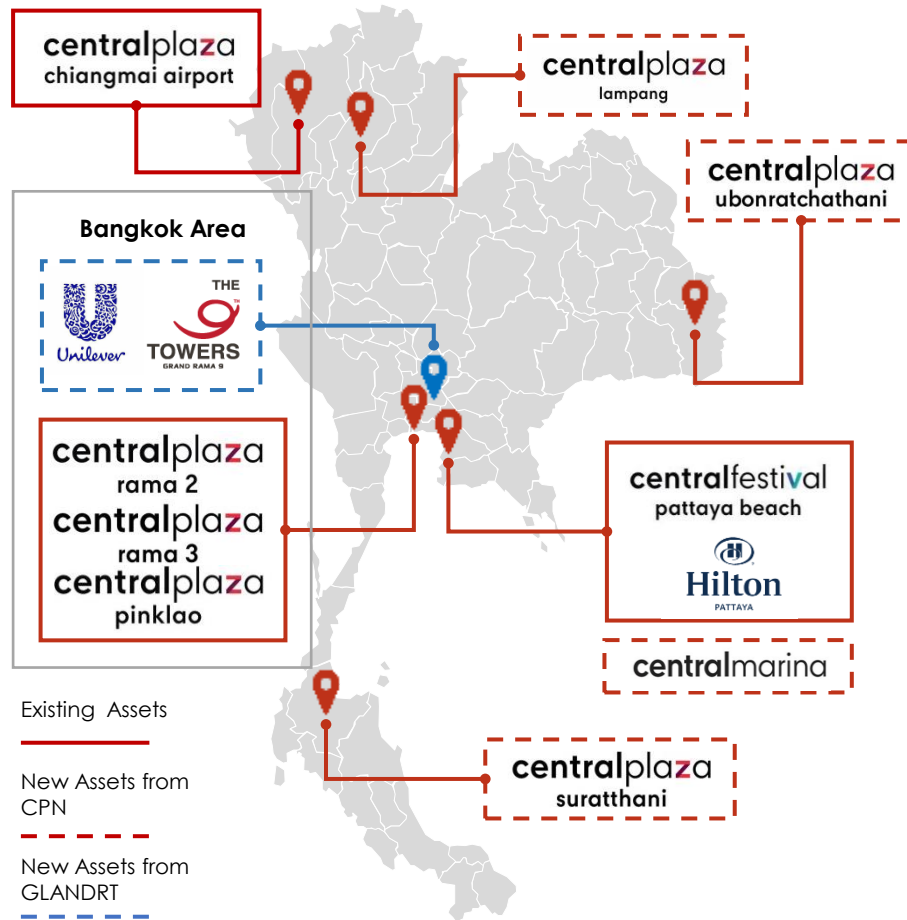 centralplaza
chiangmai airport
centralplaza
lampang
centralplaza
ubonratchathani
Bangkok Area
Unilever
THE
9
TM
TOWERS
GRAND RAMA 9
centralplaza
rama 2
centralplaza
rama 3
centralplaza
pinklao
centralfestival
pattaya beach
Hilton
PATTAYA
centralmarina
centralplaza
suratthani
Existing Assets
New Assets from
CPN
New Assets from
GLANDRT